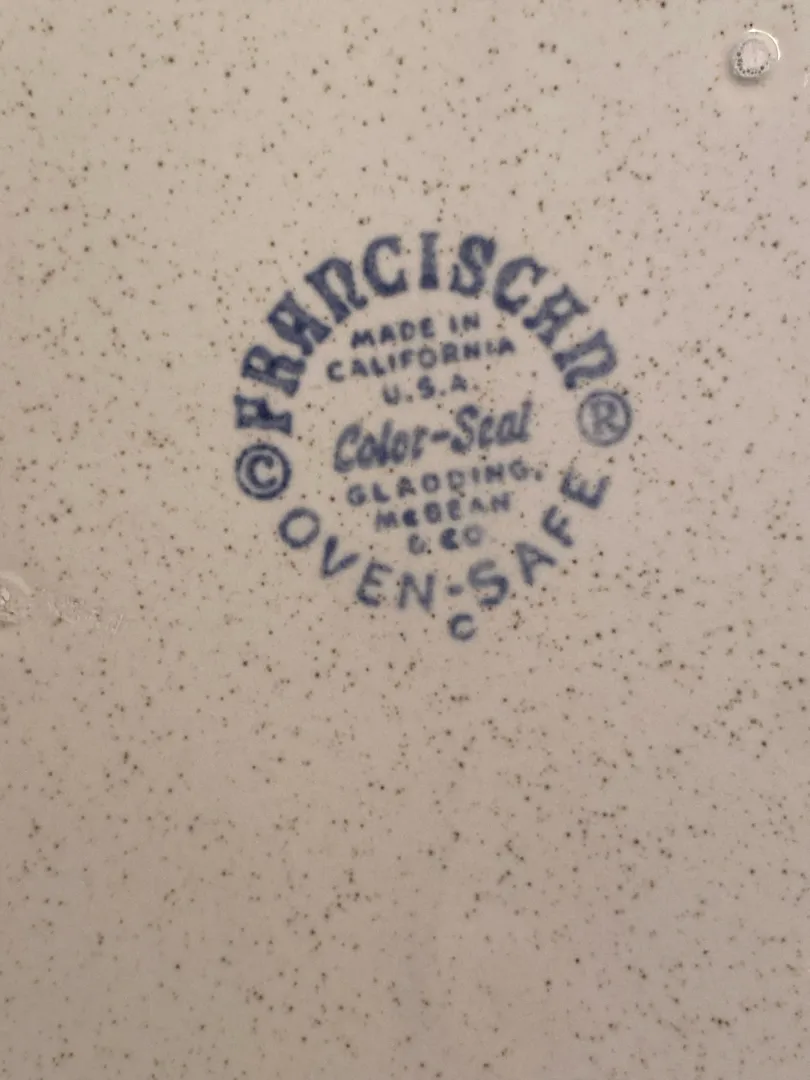 © FRANCISCAN ®
MADE IN
CALIFORNIA
U.S.A.
Color-Seal
GLADDING,
McBEAN
& CO
OVEN-SAFE
C